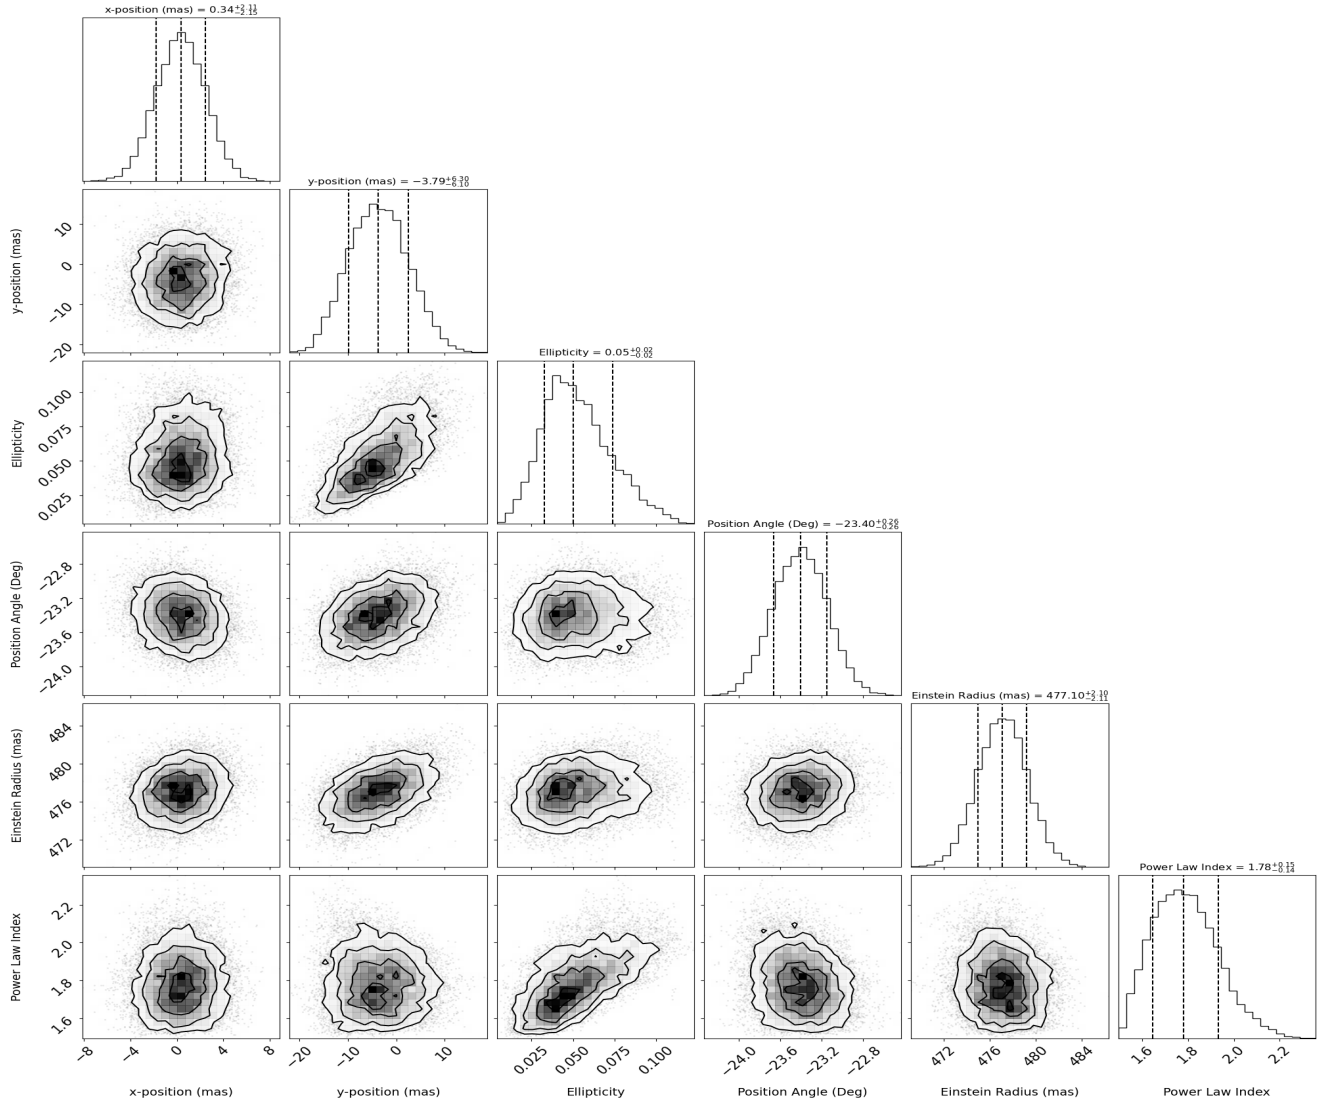 x-position (mas) = 0.34+2.11 −2.15
y-position (mas) = −3.79+6.30 −6.10
10
0
−10
−20
y-position (mas)
Ellipticity = 0.05+0.02 −0.02
0.100
0.075
0.050
0.025
Ellipticity
Position Angle (Deg) = −23.40+0.26 −0.26
−22.8
−23.2
−23.6
−24.0
Position Angle (Deg)
Einstein Radius (mas) = 477.10+2.10 −2.11
484
480
476
472
Einstein Radius (mas)
Power Law Index = 1.78+0.15 −0.14
2.2
2.0
1.8
1.6
Power Law Index
−8 −4 0 4 8
−20 −10 0 10
0.025 0.050 0.075 0.100
−24.0 −23.6 −23.2 −22.8
472 476 480 484
1.6 1.8 2.0 2.2
x-position (mas) y-position (mas) Ellipticity Position Angle (Deg) Einstein Radius (mas) Power Law Index